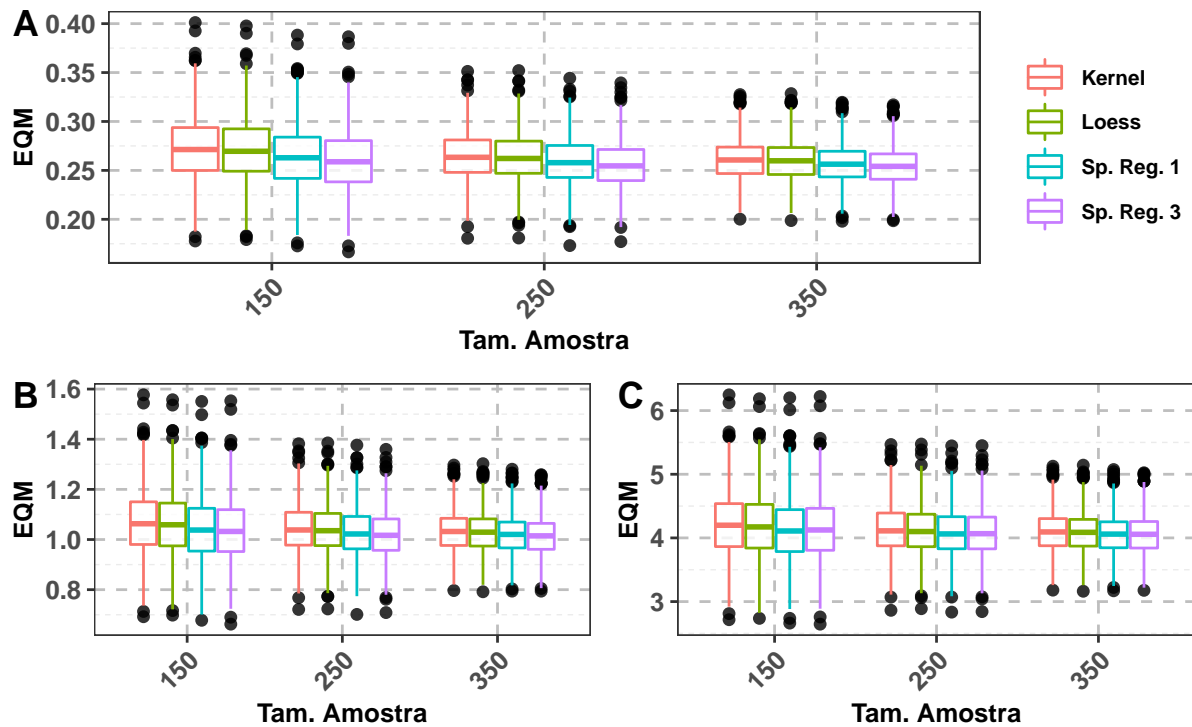 A
0.40
0.35
0.30
0.25
0.20
EQM
150
250
350
Tam. Amostra
Kernel
Loess
Sp. Reg. 1
Sp. Reg. 3
B
1.6
1.4
1.2
1.0
0.8
EQM
150
250
350
Tam. Amostra
C
6
5
4
3
EQM
150
250
350
Tam. Amostra